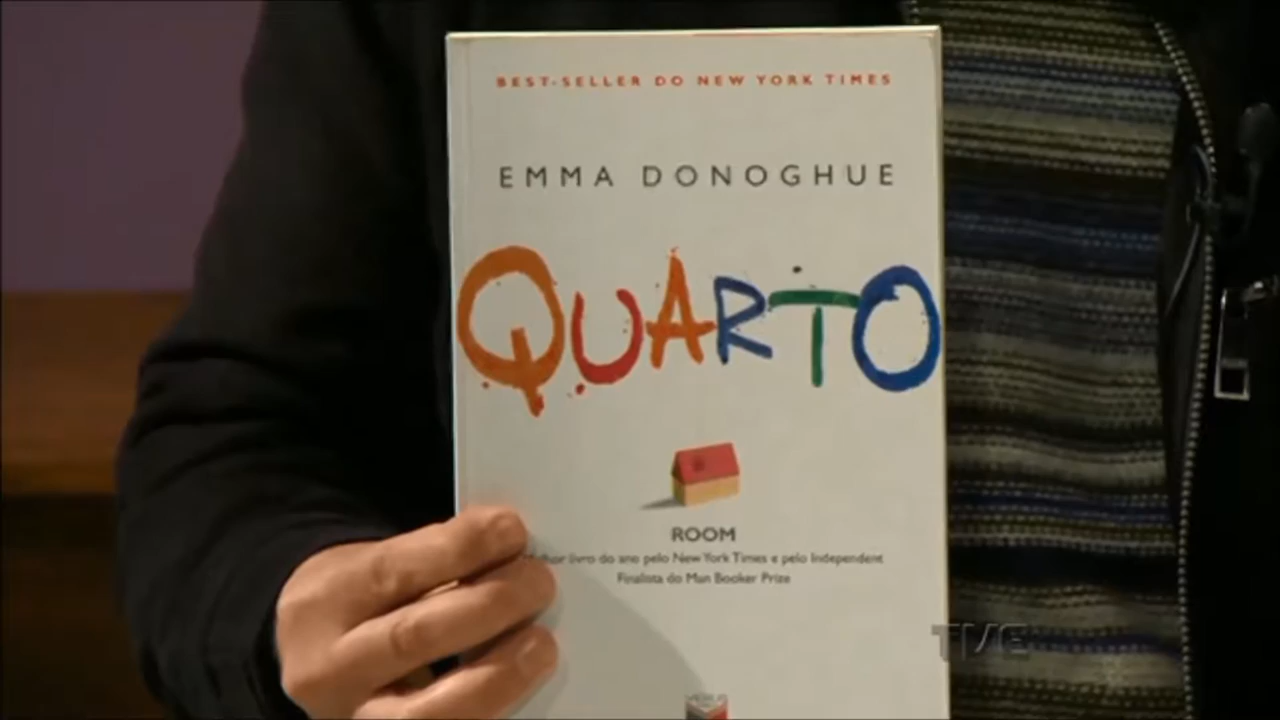 BEST-SELLER DO NEW YORK TIMES
EMMA DONOGHUE
QUARTO
ROOM
livro do ano pelo New York Times e pelo Independent
Finalista do Man Booker Prize
TVE